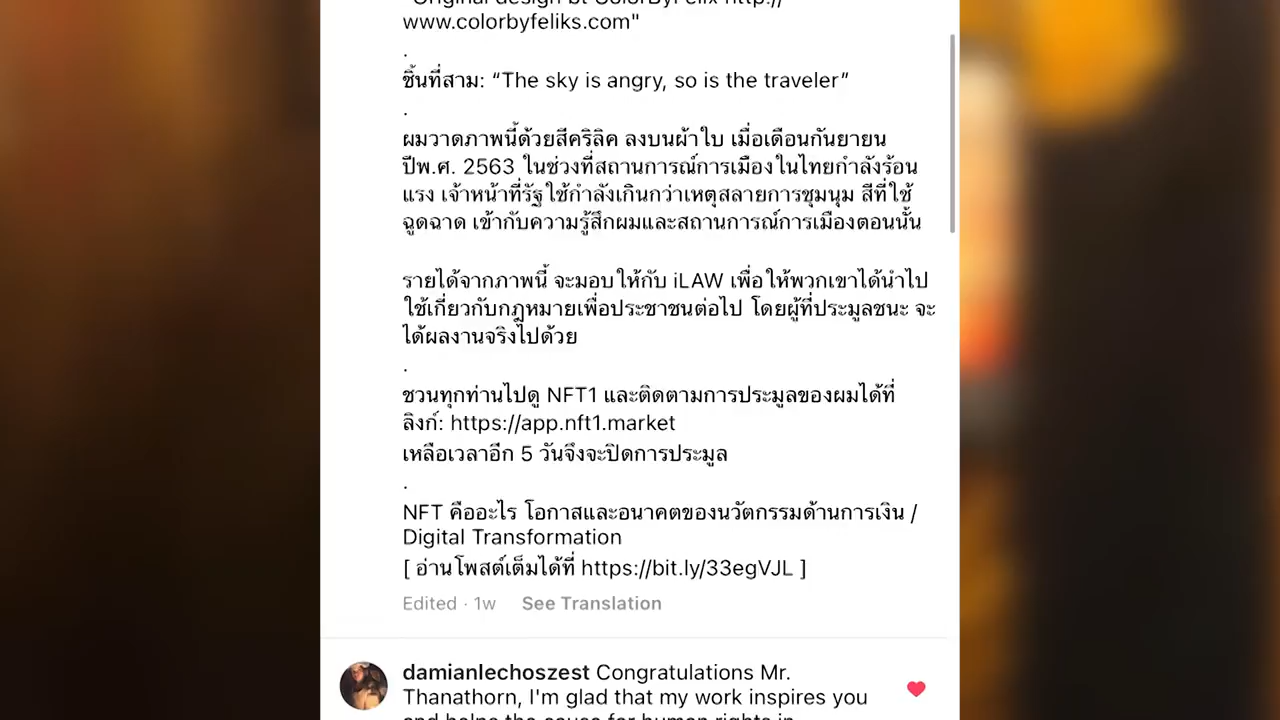 "Original design bt ColorByFelix http://
www.colorbyfeliks.com"
.
ชิ้นที่สาม: “The sky is angry, so is the traveler”
.
ผมวาดภาพนี้ด้วยสีคริลิค ลงบนผ้าใบ เมื่อเดือนกันยายน
ปีพ.ศ. 2563 ในช่วงที่สถานการณ์การเมืองในไทยกำลังร้อน
แรง เจ้าหน้าที่รัฐใช้กำลังเกินกว่าเหตุสลายการชุมนุม สีที่ใช้
ฉูดฉาด เข้ากับความรู้สึกผมและสถานการณ์การเมืองตอนนั้น
รายได้จากภาพนี้ จะมอบให้กับ iLAW เพื่อให้พวกเขาได้นำไป
ใช้เกี่ยวกับกฎหมายเพื่อประชาชนต่อไป โดยผู้ที่ประมูลชนะ จะ
ได้ผลงานจริงไปด้วย
.
ชวนทุกท่านไปดู NFT1 และติดตามการประมูลของผมได้ที่
ลิงก์: https://app.nft1.market
เหลือเวลาอีก 5 วันจึงจะปิดการประมูล
.
NFT คืออะไร โอกาสและอนาคตของนวัตกรรมด้านการเงิน /
Digital Transformation
[ อ่านโพสต์เต็มได้ที่ https://bit.ly/33egVJL ]
Edited · 1w See Translation
damianlechoszest Congratulations Mr.
Thanathorn, I'm glad that my work inspires you
and helps the cause for human rights in